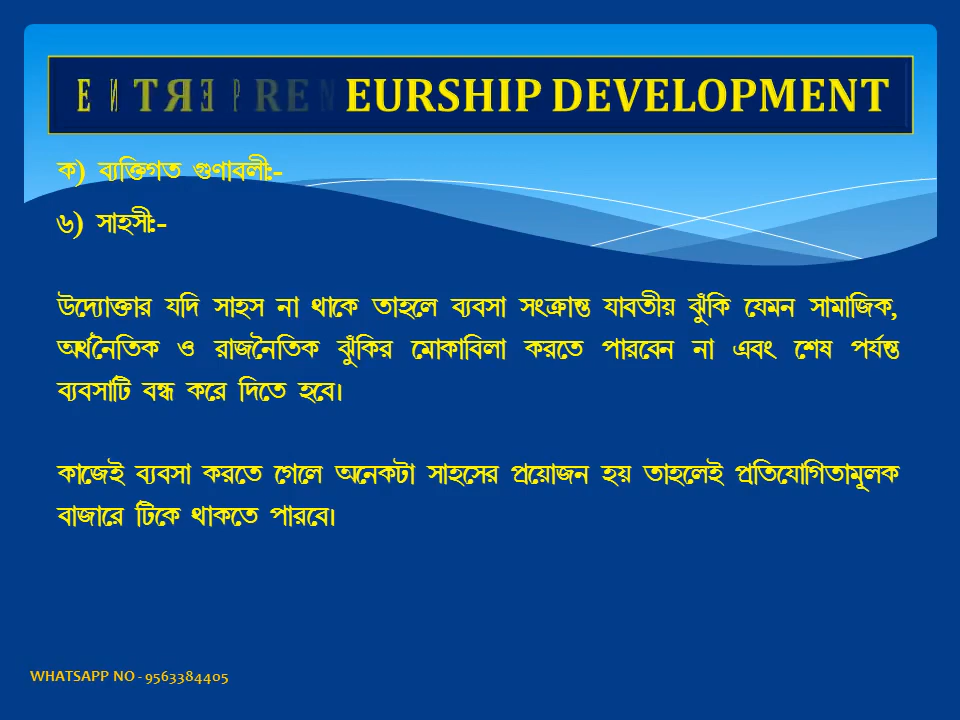 ENTREPRENEURSHIP DEVELOPMENT
ক) ব্যক্তিগত গুণাবলী:-
৬) সাহসী:-
উদ্যোক্তার যদি সাহস না থাকে তাহলে ব্যবসা সংক্রান্ত যাবতীয় ঝুঁকি যেমন সামাজিক,
অর্থনৈতিক ও রাজনৈতিক ঝুঁকির মোকাবিলা করতে পারবেন না এবং শেষ পর্যন্ত
ব্যবসাটি বন্ধ করে দিতে হবে।
কাজেই ব্যবসা করতে গেলে অনেকটা সাহসের প্রয়োজন হয় তাহলেই প্রতিযোগিতামূলক
বাজারে টিকে থাকতে পারবে।
WHATSAPP NO - 9563384405